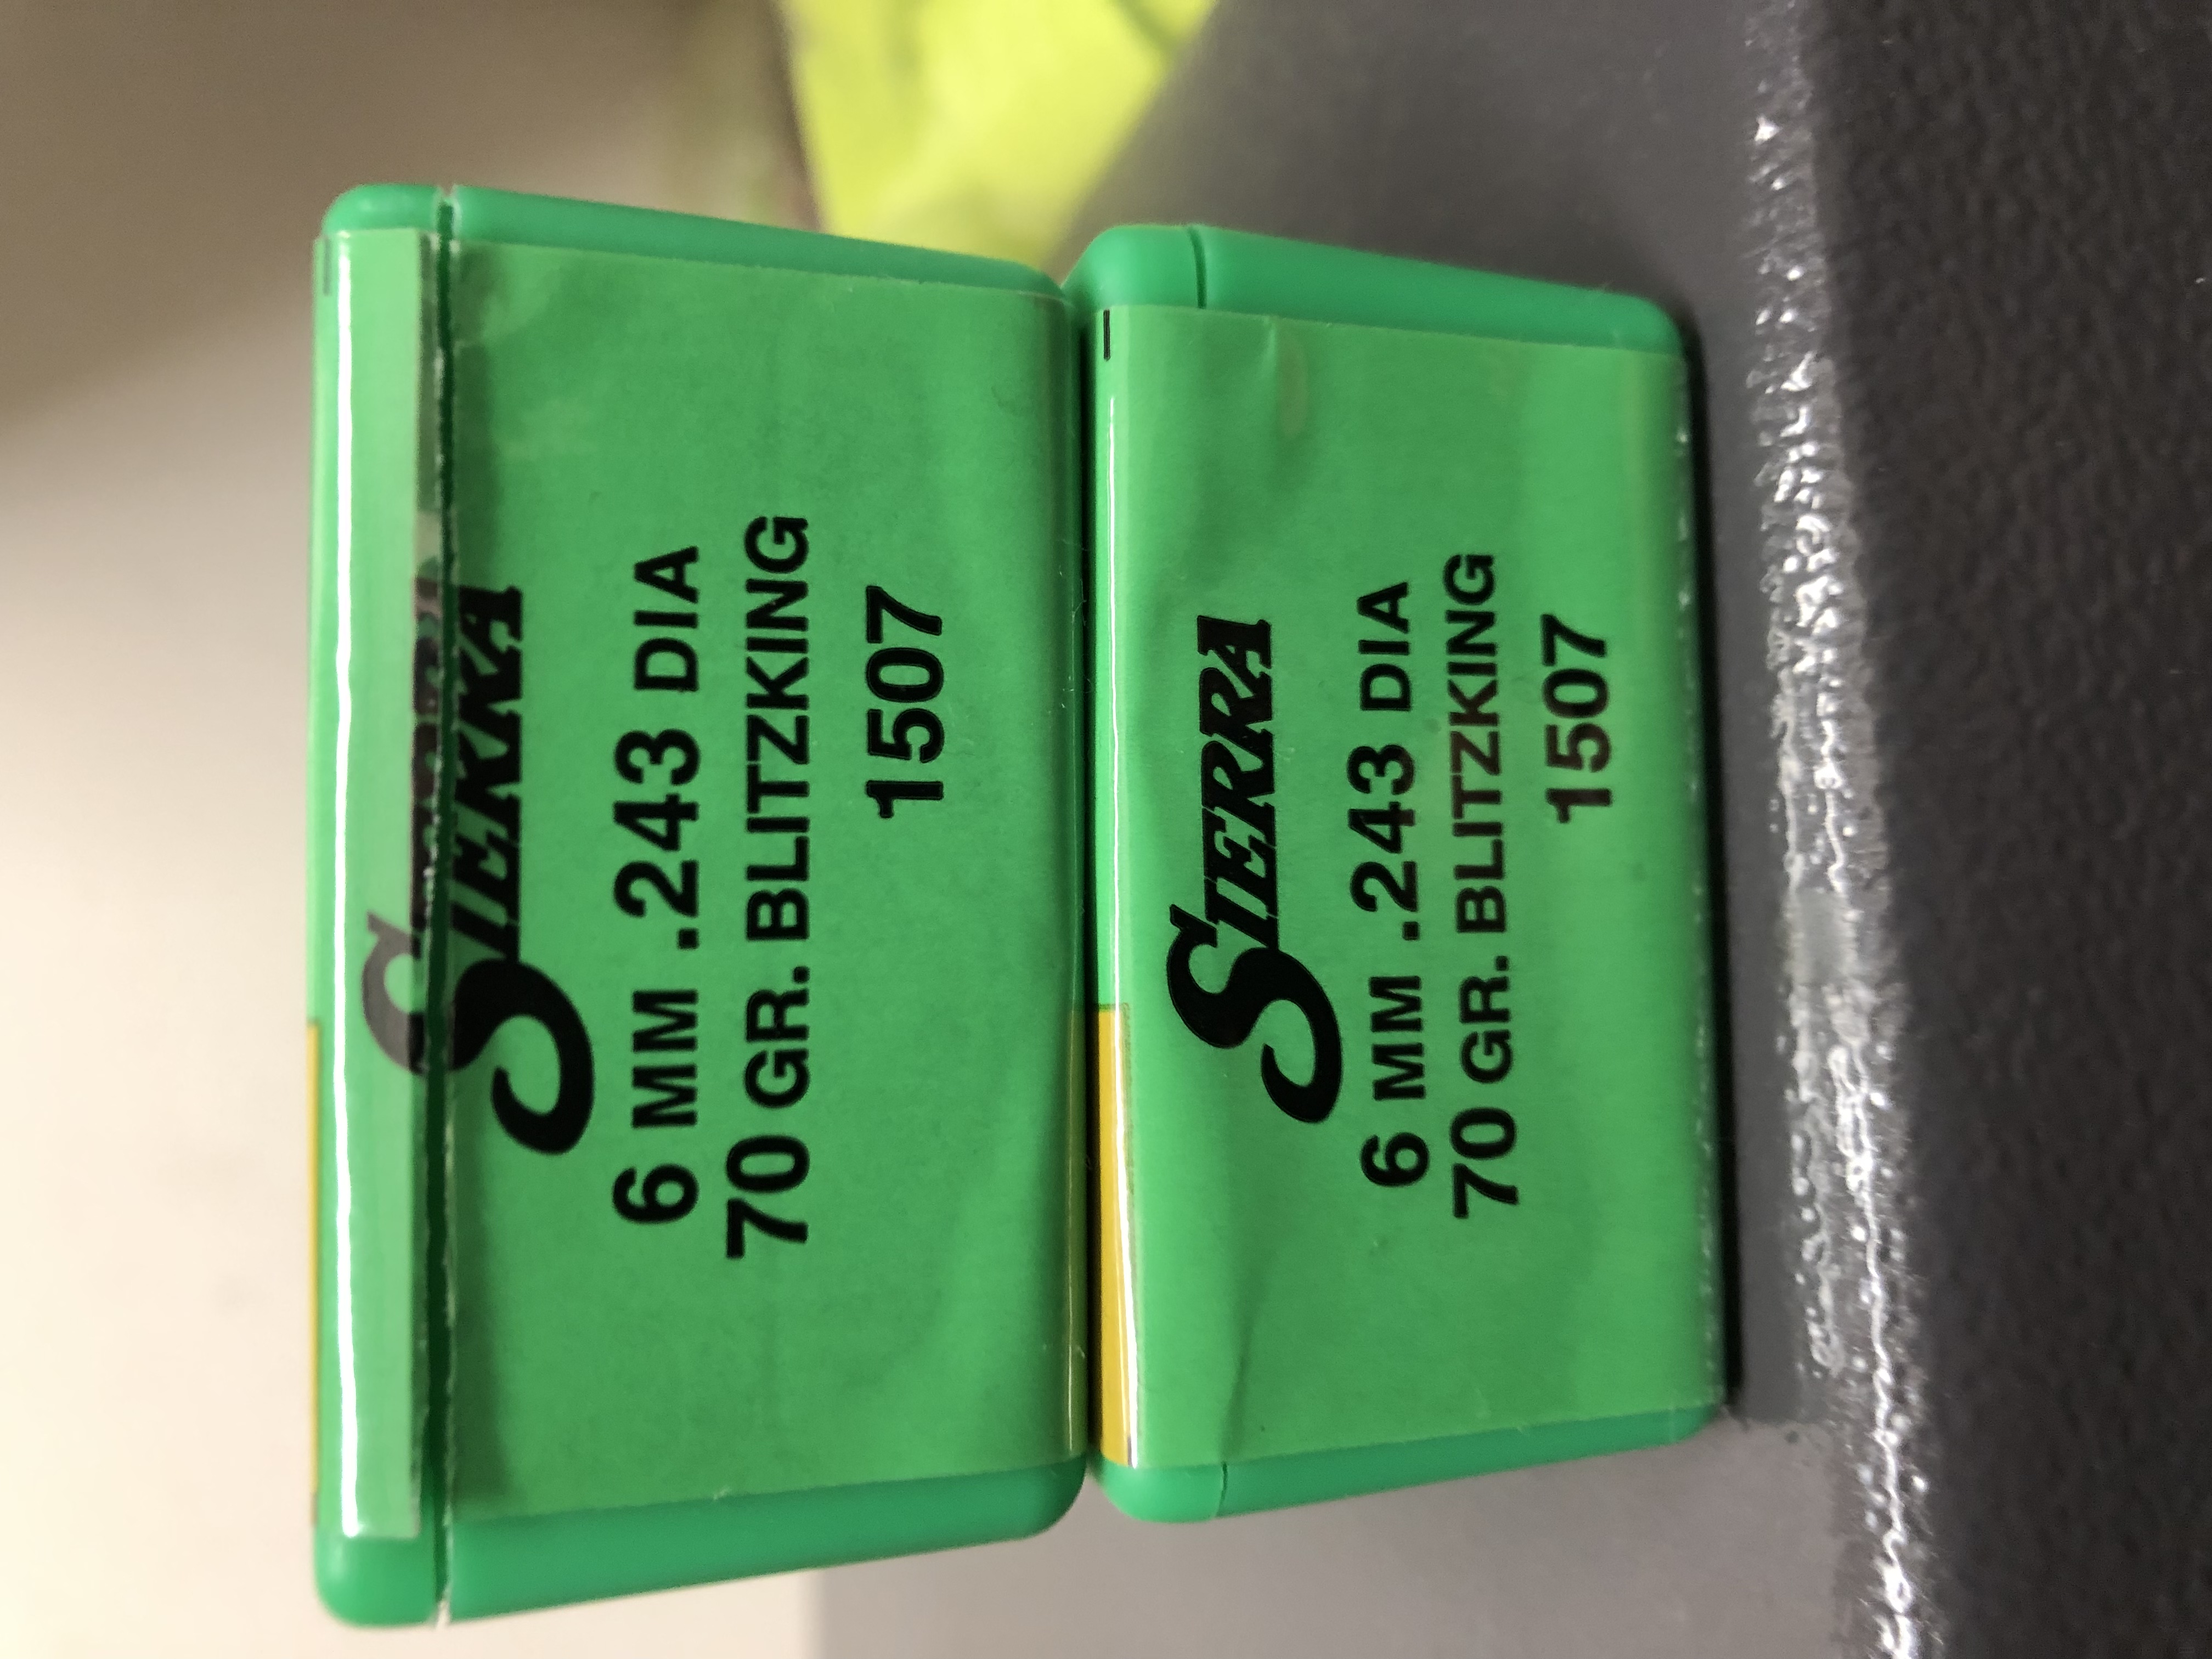 SIERRA
6 MM .243 DIA
70 GR. BLITZKING
1507
SIERRA
6 MM .243 DIA
70 GR. BLITZKING
1507